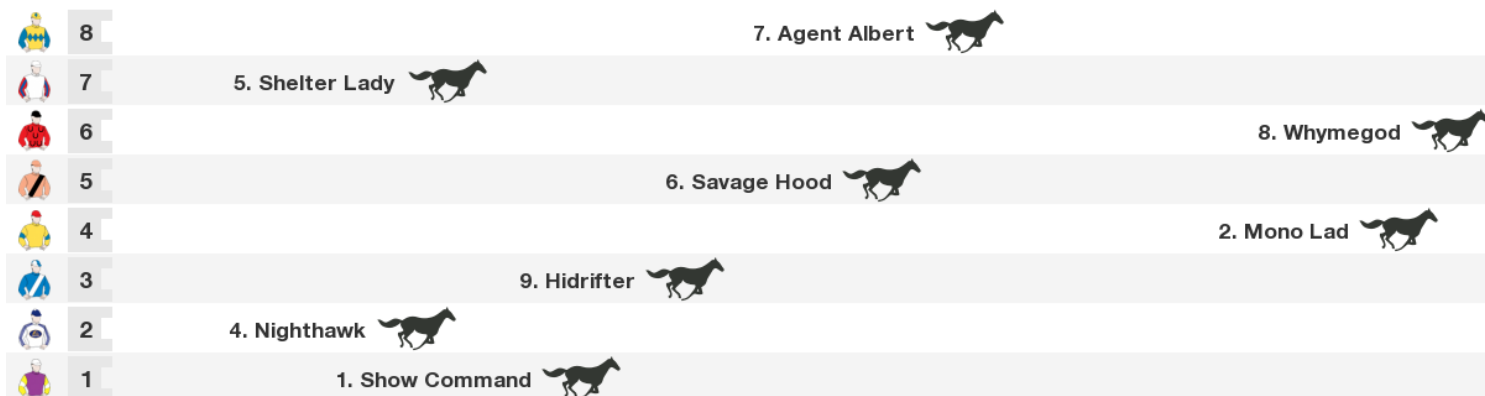 8 7. Agent Albert
7 5. Shelter Lady
6 8. Whymegod
5 6. Savage Hood
4 2. Mono Lad
3 9. Hidrifter
2 4. Nighthawk
1 1. Show Command